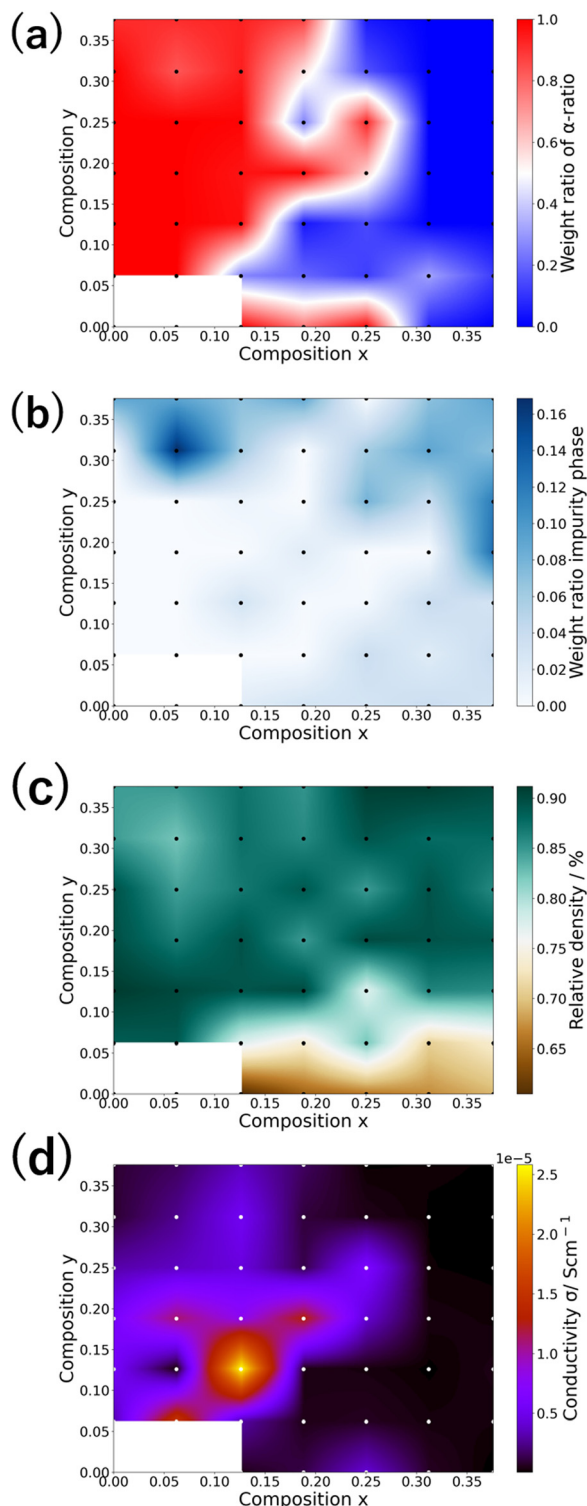 (a)
0.35
0.30
0.25
0.20
0.15
0.10
0.05
0.00
Composition y
0.00 0.05 0.10 0.15 0.20 0.25 0.30 0.35
Composition x
1.0
0.8
0.6
0.4
0.2
0.0
Weight ratio of α-ratio
(b)
0.35
0.30
0.25
0.20
0.15
0.10
0.05
0.00
Composition y
0.00 0.05 0.10 0.15 0.20 0.25 0.30 0.35
Composition x
0.16
0.14
0.12
0.10
0.08
0.06
0.04
0.02
0.00
Weight ratio impurity phase
(c)
0.35
0.30
0.25
0.20
0.15
0.10
0.05
0.00
Composition y
0.00 0.05 0.10 0.15 0.20 0.25 0.30 0.35
Composition x
0.90
0.85
0.80
0.75
0.70
0.65
Relative density / %
(d)
0.35
0.30
0.25
0.20
0.15
0.10
0.05
0.00
Composition y
0.00 0.05 0.10 0.15 0.20 0.25 0.30 0.35
Composition x
1e−5
2.5
2.0
1.5
1.0
0.5
Conductivity σ/ Scm⁻¹